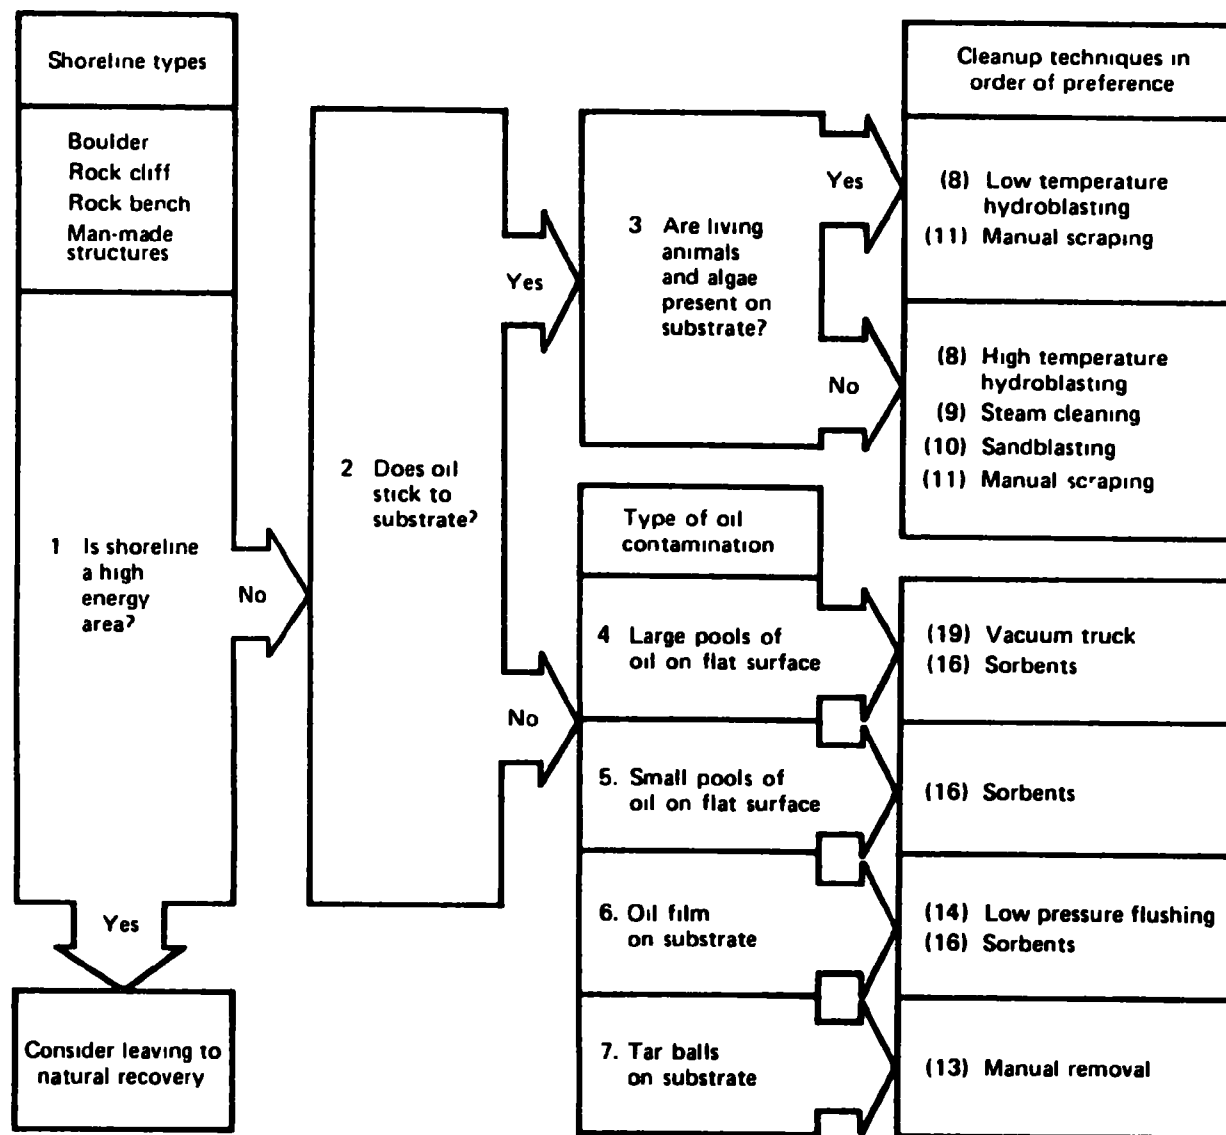 Shoreline types
Boulder
Rock cliff
Rock bench
Man-made
structures
1 Is shoreline
a high
energy
area?
No
Yes
Consider leaving to
natural recovery
2 Does oil
stick to
substrate?
Yes
No
3 Are living
animals
and algae
present on
substrate?
Yes
No
Type of oil
contamination
4 Large pools of
oil on flat surface
5. Small pools of
oil on flat surface
6. Oil film
on substrate
7. Tar balls
on substrate
Cleanup techniques in
order of preference
(8) Low temperature
hydroblasting
(11) Manual scraping
(8) High temperature
hydroblasting
(9) Steam cleaning
(10) Sandblasting
(11) Manual scraping
(19) Vacuum truck
(16) Sorbents
(16) Sorbents
(14) Low pressure flushing
(16) Sorbents
(13) Manual removal